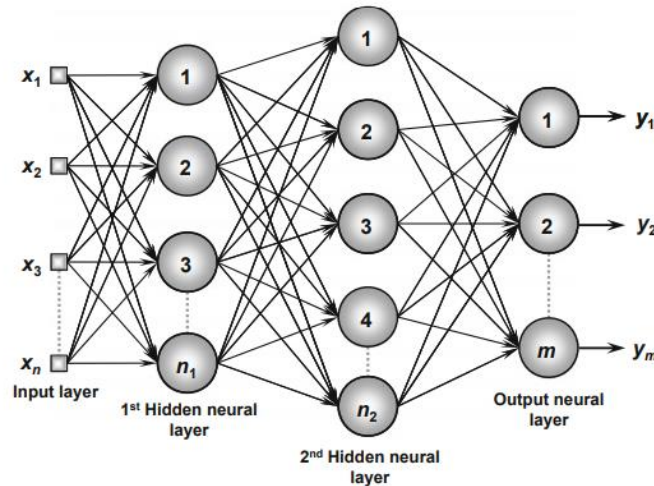 x1
x2
x3
xn
Input layer
1
2
3
n1
1st Hidden neural
layer
1
2
3
4
n2
2nd Hidden neural
layer
1
2
m
Output neural
layer
y1
y2
ym